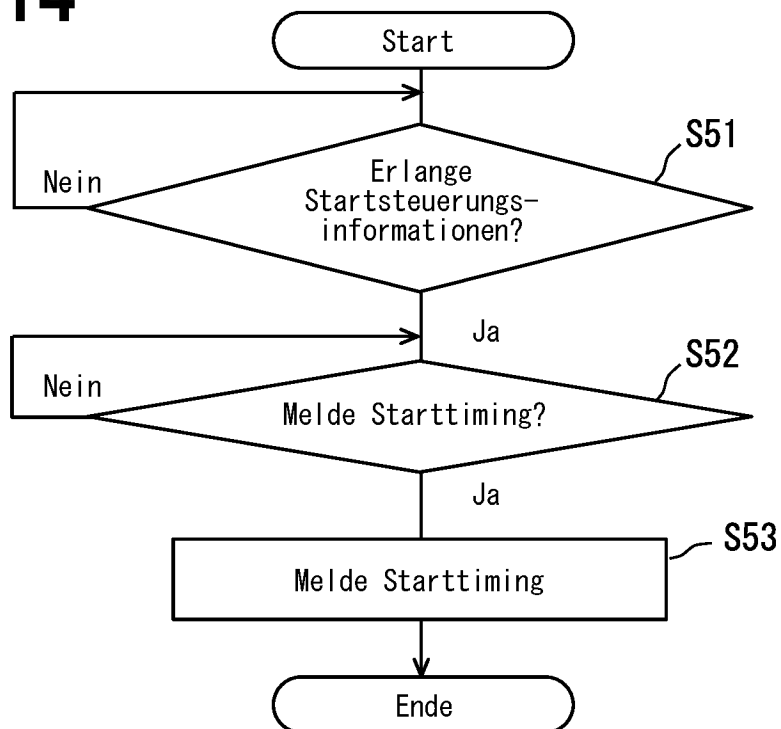 14
Start
S51
Nein
Erlange
Startsteuerungs-
informationen?
Ja
S52
Nein
Melde Starttiming?
Ja
S53
Melde Starttiming
Ende